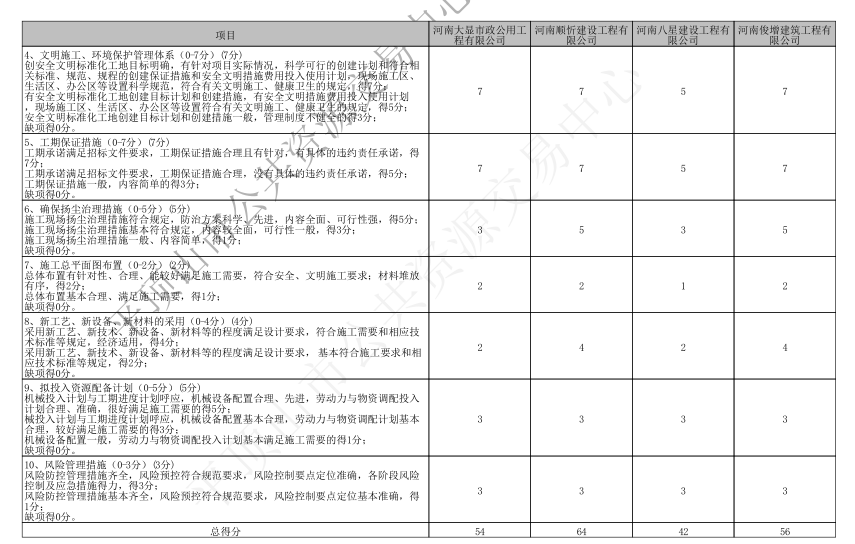 项目 河南大显市政公用工程有限公司 河南顺忻建设工程有限公司 河南八星建设工程有限公司 河南俊增建筑工程有限公司
4、文明施工、环境保护管理体系（0-7分）(7分)
创安全文明标准化工地目标明确，有针对项目实际情况，科学可行的创建计划和符合相
关标准、规范、规程的创建保证措施和安全文明措施费用投入使用计划，现场施工区、
生活区、办公区等设置科学规范，符合有关文明施工、健康卫生的规定，得7分；
有安全文明标准化工地创建目标计划和创建措施，有安全文明措施费用投入使用计划
，现场施工区、生活区、办公区等设置符合有关文明施工、健康卫生的规定，得5分；
安全文明标准化工地创建目标计划和创建措施一般，管理制度不健全的得3分；
缺项得0分。
7 7 5 7
5、工期保证措施（0-7分）(7分)
工期承诺满足招标文件要求，工期保证措施合理且有针对，有具体的违约责任承诺，得
7分；
工期承诺满足招标文件要求，工期保证措施合理，没有具体的违约责任承诺，得5分；
工期保证措施一般，内容简单的得3分；
缺项得0分。
7 7 5 7
6、确保扬尘治理措施（0-5分）(5分)
施工现场扬尘治理措施符合规定，防治方案科学、先进，内容全面、可行性强，得5分；
施工现场扬尘治理措施基本符合规定，内容较全面，可行性一般，得3分；
施工现场扬尘治理措施一般、内容简单，得1分；
缺项得0分。
3 5 3 5
7、施工总平面图布置（0-2分）(2分)
总体布置有针对性、合理、能较好满足施工需要，符合安全、文明施工要求；材料堆放
有序，得2分；
总体布置基本合理、满足施工需要，得1分；
缺项得0分。
2 2 1 2
8、新工艺、新设备、新材料的采用（0-4分）(4分)
采用新工艺、新技术、新设备、新材料等的程度满足设计要求，符合施工需要和相应技
术标准等规定，经济适用，得4分；
采用新工艺、新技术、新设备、新材料等的程度满足设计要求， 基本符合施工要求和相
应技术标准等规定，得2分；
缺项得0分。
2 4 2 4
9、拟投入资源配备计划（0-5分）(5分)
机械投入计划与工期进度计划呼应，机械设备配置合理、先进，劳动力与物资调配投入
计划合理、准确，很好满足施工需要的得5分；
械投入计划与工期进度计划呼应，机械设备配置基本合理，劳动力与物资调配计划基本
合理，较好满足施工需要的得3分；
机械设备配置一般，劳动力与物资调配投入计划基本满足施工需要的得1分；
缺项得0分。
3 3 3 3
10、风险管理措施（0-3分）(3分)
风险防控管理措施齐全，风险预控符合规范要求，风险控制要点定位准确，各阶段风险
控制及应急措施得力，得3分；
风险防控管理措施基本齐全，风险预控符合规范要求，风险控制要点定位基本准确，得
1分；
缺项得0分。
3 3 3 3
总得分 54 64 42 56
平顶山市公共资源交易中心
平顶山市公共资源交易中心